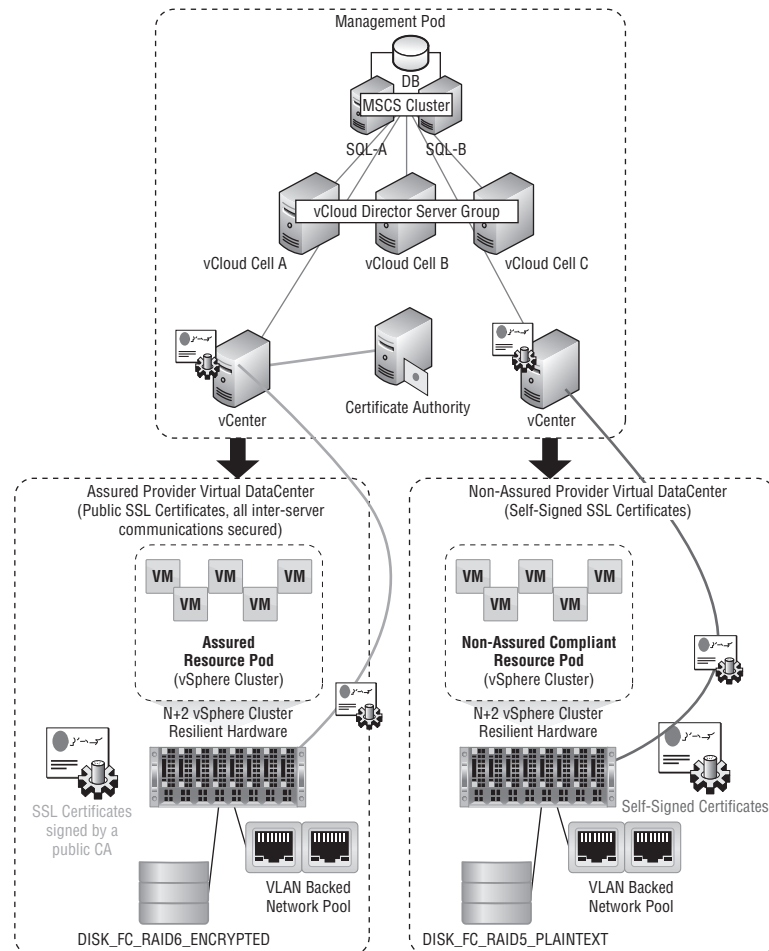 Management Pod
DB
MSCS Cluster
SQL-A
SQL-B
vCloud Director Server Group
vCloud Cell A
vCloud Cell B
vCloud Cell C
vCenter
Certificate Authority
vCenter
Assured Provider Virtual DataCenter
(Public SSL Certificates, all inter-server
communications secured)
VM
VM
VM
VM
VM
Assured
Resource Pod
(vSphere Cluster)
N+2 vSphere Cluster
Resilient Hardware
SSL Certificates
signed by a
public CA
VLAN Backed
Network Pool
DISK_FC_RAID6_ENCRYPTED
Non-Assured Provider Virtual DataCenter
(Self-Signed SSL Certificates)
VM
VM
VM
VM
VM
Non-Assured Compliant
Resource Pod
(vSphere Cluster)
N+2 vSphere Cluster
Resilient Hardware
Self-Signed Certificates
VLAN Backed
Network Pool
DISK_FC_RAID5_PLAINTEXT